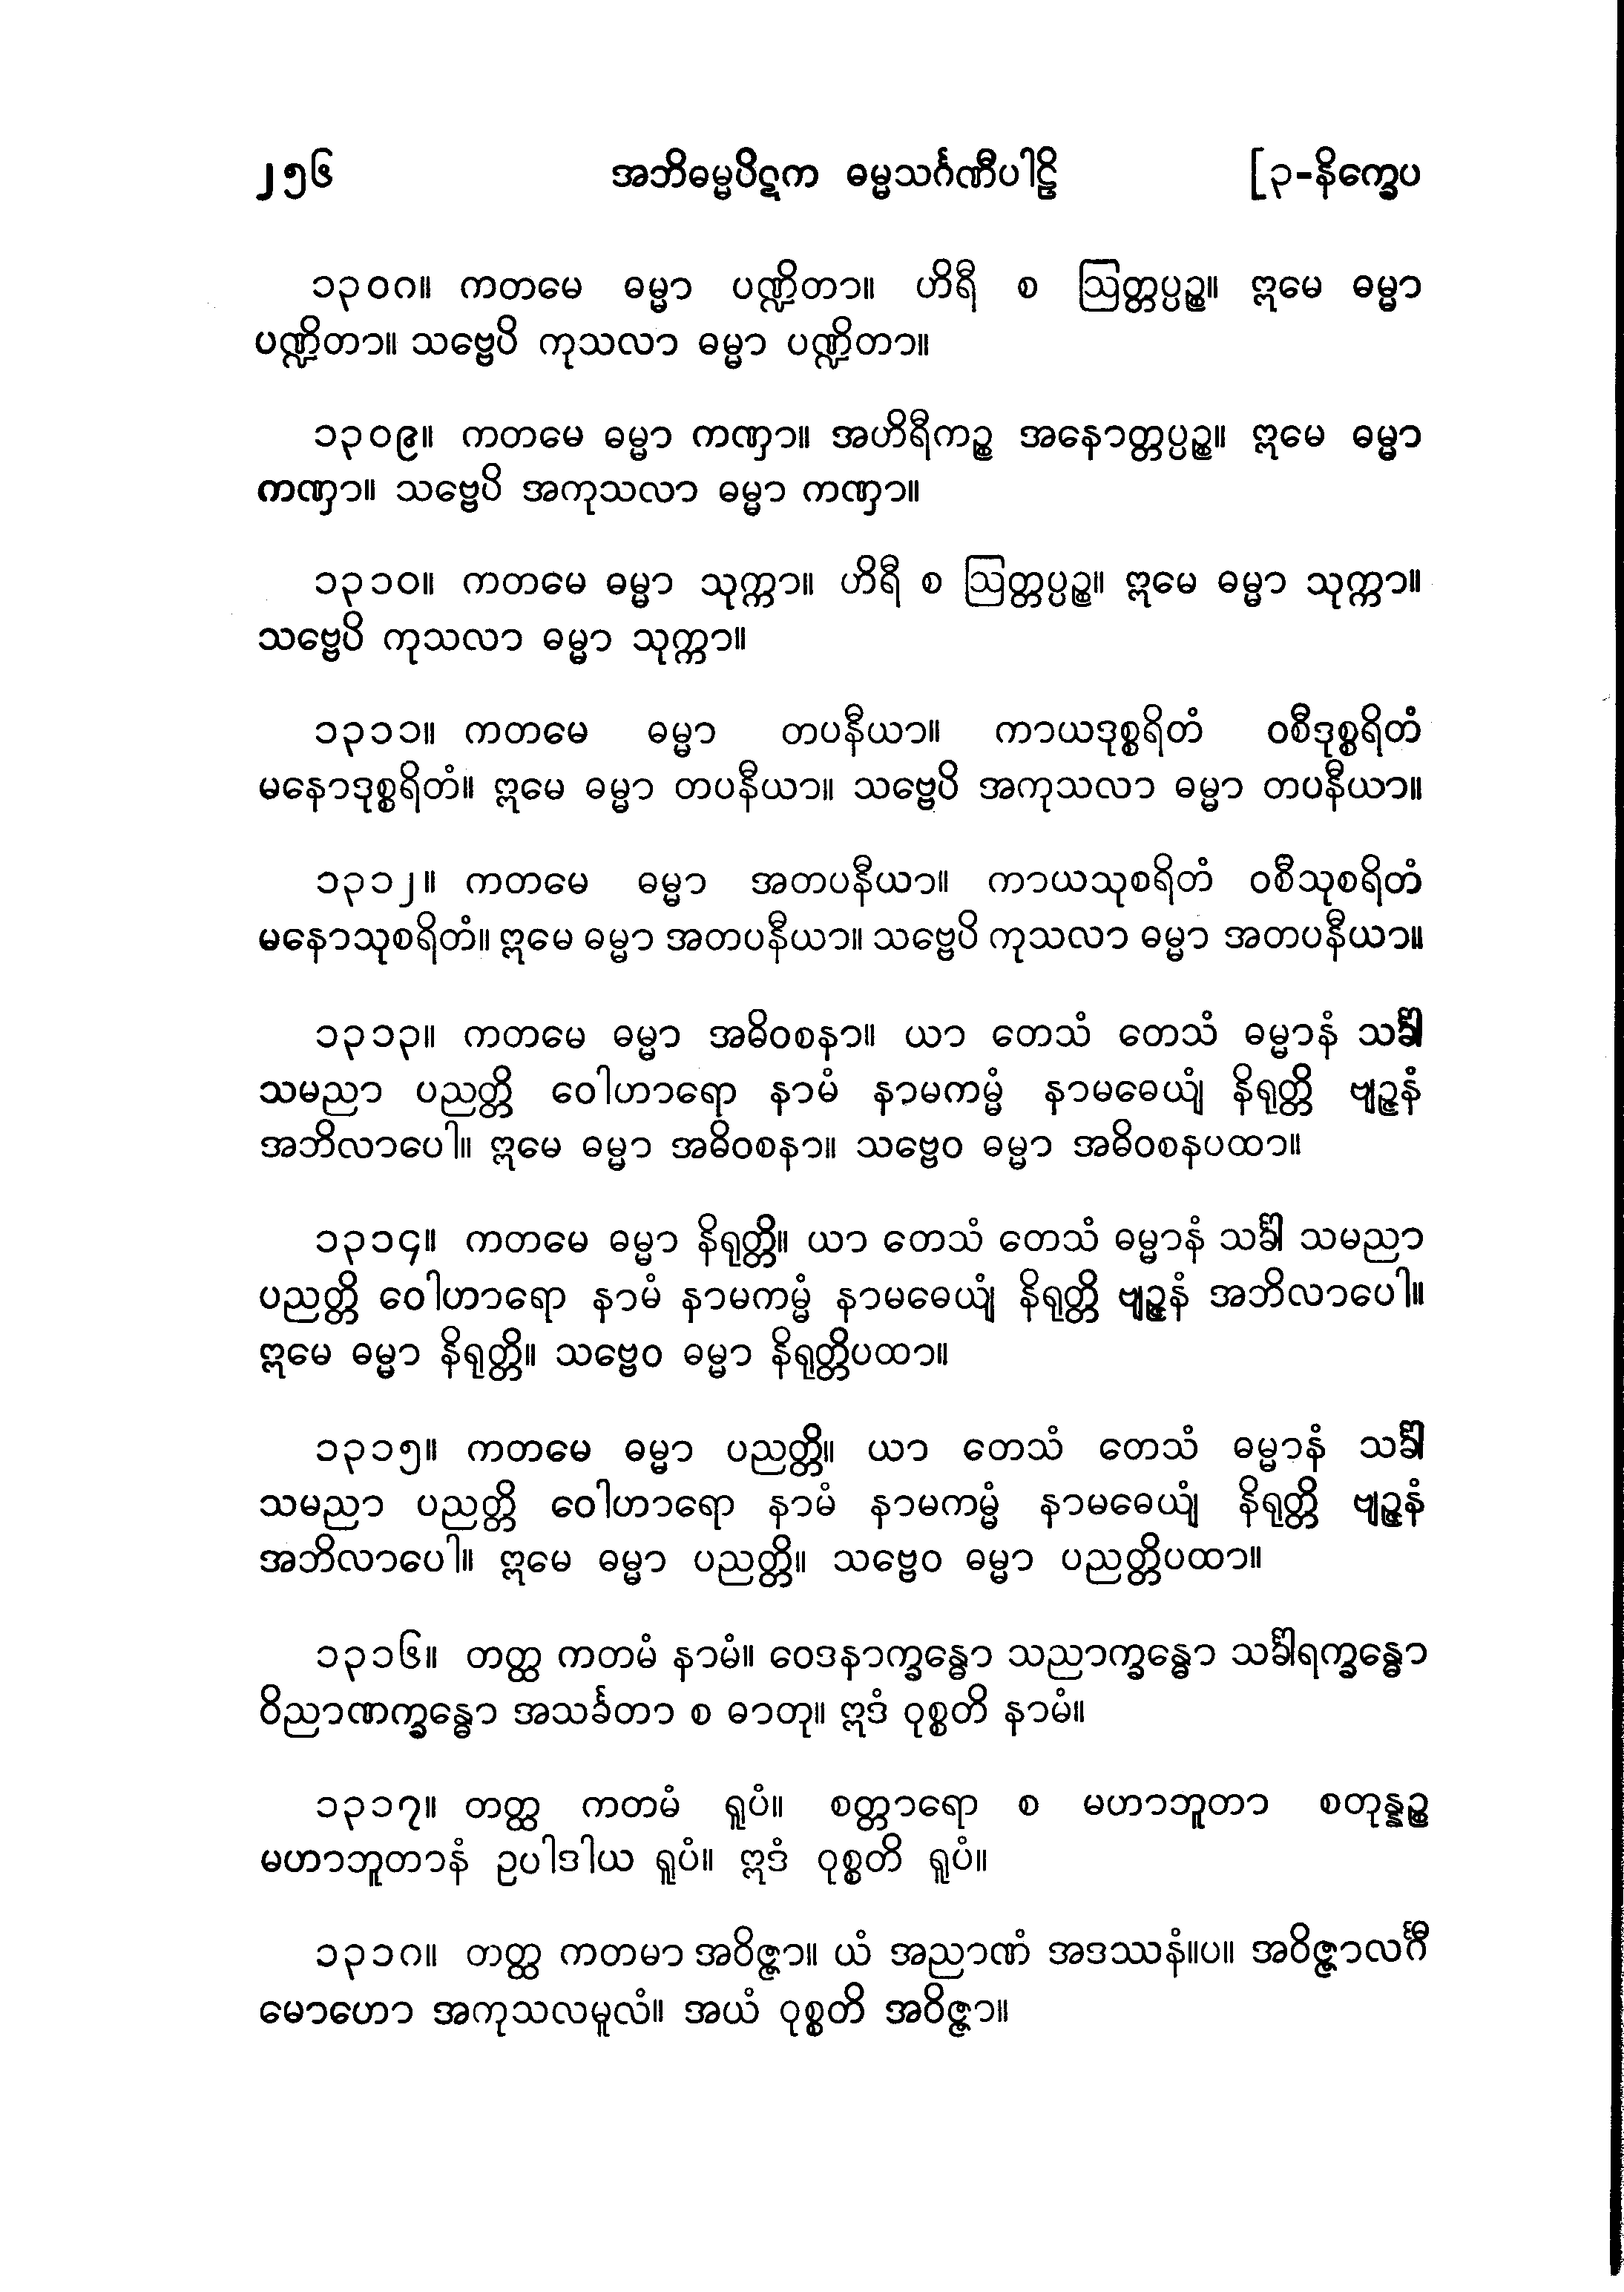 ၂၅၆ အဘိဓမ္မပိဋက ဓမ္မသင်္ဂဏီပါဠိ [၃-နိက္ခေပ
၁၃၀ဂ။ ကတမေ ဓမ္မာ ပဏ္ဍိတာ။ ဟိရီ စ ဩတ္တပ္ပဉ္စ။ ဣမေ ဓမ္မာ
ပဏ္ဍိတာ။ သဗ္ဗေပိ ကုသလာ ဓမ္မာ ပဏ္ဍိတာ။
၁၃၀၉။ ကတမေ ဓမ္မာ ကဏှာ။ အဟိရီကဉ္စ အနောတ္တပ္ပဉ္စ။ ဣမေ ဓမ္မာ
ကဏှာ။ သဗ္ဗေပိ အကုသလာ ဓမ္မာ ကဏှာ။
၁၃၁၀။ ကတမေ ဓမ္မာ သုက္ကာ။ ဟိရီ စ ဩတ္တပ္ပဉ္စ။ ဣမေ ဓမ္မာ သုက္ကာ။
သဗ္ဗေပိ ကုသလာ ဓမ္မာ သုက္ကာ။
၁၃၁၁။ ကတမေ ဓမ္မာ တပနီယာ။ ကာယဒုစ္စရိတံ ဝစီဒုစ္စရိတံ
မနောဒုစ္စရိတံ။ ဣမေ ဓမ္မာ တပနီယာ။ သဗ္ဗေပိ အကုသလာ ဓမ္မာ တပနီယာ။
၁၃၁၂။ ကတမေ ဓမ္မာ အတပနီယာ။ ကာယသုစရိတံ ဝစီသုစရိတံ
မနောသုစရိတံ။ ဣမေ ဓမ္မာ အတပနီယာ။ သဗ္ဗေပိ ကုသလာ ဓမ္မာ အတပနီယာ။
၁၃၁၃။ ကတမေ ဓမ္မာ အဓိဝစနာ။ ယာ တေသံ တေသံ ဓမ္မာနံ သင်္ခါ
သမညာ ပညတ္တိ ဝေါဟာရော နာမံ နာမကမ္မံ နာမဓေယျံ နိရုတ္တိ ဗျဉ္ဇနံ
အဘိလာပေါ။ ဣမေ ဓမ္မာ အဓိဝစနာ။ သဗ္ဗေဝ ဓမ္မာ အဓိဝစနပထာ။
၁၃၁၄။ ကတမေ ဓမ္မာ နိရုတ္တိ။ ယာ တေသံ တေသံ ဓမ္မာနံ သင်္ခါ သမညာ
ပညတ္တိ ဝေါဟာရော နာမံ နာမကမ္မံ နာမဓေယျံ နိရုတ္တိ ဗျဉ္ဇနံ အဘိလာပေါ။
ဣမေ ဓမ္မာ နိရုတ္တိ။ သဗ္ဗေဝ ဓမ္မာ နိရုတ္တိပထာ။
၁၃၁၅။ ကတမေ ဓမ္မာ ပညတ္တိ။ ယာ တေသံ တေသံ ဓမ္မာနံ သင်္ခါ
သမညာ ပညတ္တိ ဝေါဟာရော နာမံ နာမကမ္မံ နာမဓေယျံ နိရုတ္တိ ဗျဉ္ဇနံ
အဘိလာပေါ။ ဣမေ ဓမ္မာ ပညတ္တိ။ သဗ္ဗေဝ ဓမ္မာ ပညတ္တိပထာ။
၁၃၁၆။ တတ္ထ ကတမံ နာမံ။ ဝေဒနာက္ခန္ဓော သညာက္ခန္ဓော သင်္ခါရက္ခန္ဓော
ဝိညာဏက္ခန္ဓော အသင်္ခတာ စ ဓာတု။ ဣဒံ ဝုစ္စတိ နာမံ။
၁၃၁၇။ တတ္ထ ကတမံ ရူပံ။ စတ္တာရော စ မဟာဘူတာ စတုန္နဉ္စ
မဟာဘူတာနံ ဥပါဒါယ ရူပံ။ ဣဒံ ဝုစ္စတိ ရူပံ။
၁၃၁ဂ။ တတ္ထ ကတမာ အဝိဇ္ဇာ။ ယံ အညာဏံ အဒဿနံ။ပ။ အဝိဇ္ဇာလင်္ဂီ
မောဟော အကုသလမူလံ။ အယံ ဝုစ္စတိ အဝိဇ္ဇာ။